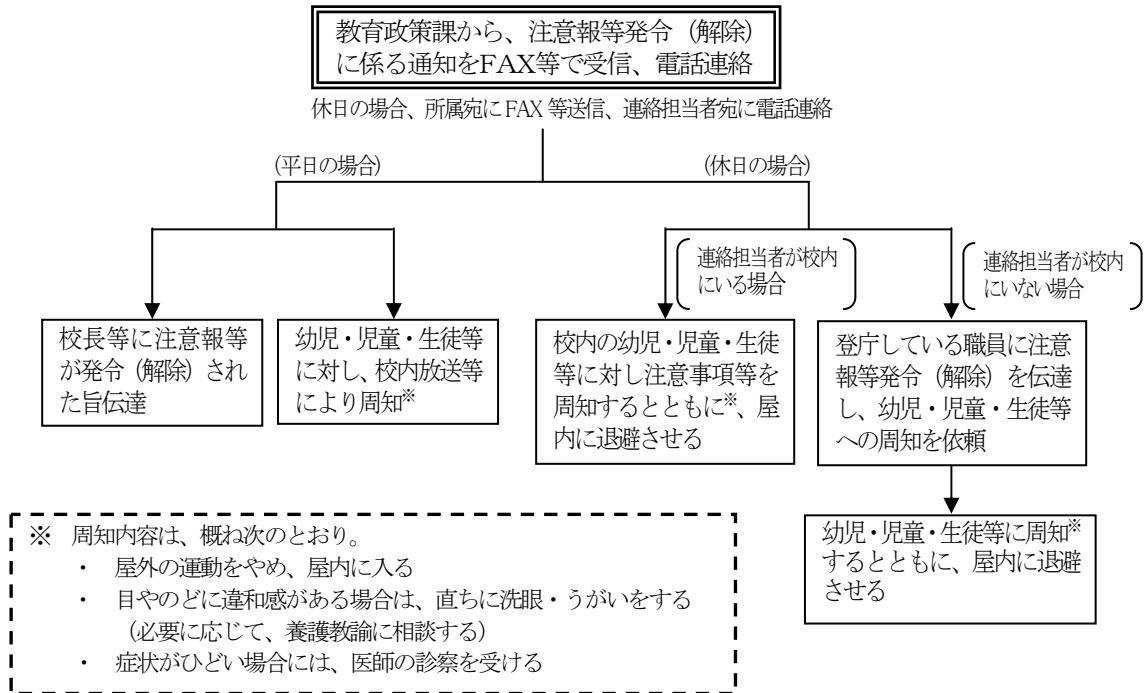 教育政策課から、注意報等発令（解除）
に係る通知をFAX等で受信、電話連絡
休日の場合、所属宛にFAX等送信、連絡担当者宛に電話連絡
(平日の場合)
(休日の場合)
連絡担当者が校内
にいる場合
連絡担当者が校内
にいない場合
校長等に注意報等
が発令（解除）され
た旨伝達
幼児・児童・生徒等
に対し、校内放送等
により周知※
校内の幼児・児童・生徒
等に対し注意事項等を
周知するとともに※、屋
内に退避させる
登庁している職員に注意
報等発令（解除）を伝達
し、幼児・児童・生徒等
への周知を依頼
幼児・児童・生徒等に周知※
するとともに、屋内に退避
させる
※　周知内容は、概ね次のとおり。
・　屋外の運動をやめ、屋内に入る
・　目やのどに違和感がある場合は、直ちに洗眼・うがいをする
（必要に応じて、養護教諭に相談する）
・　症状がひどい場合には、医師の診察を受ける